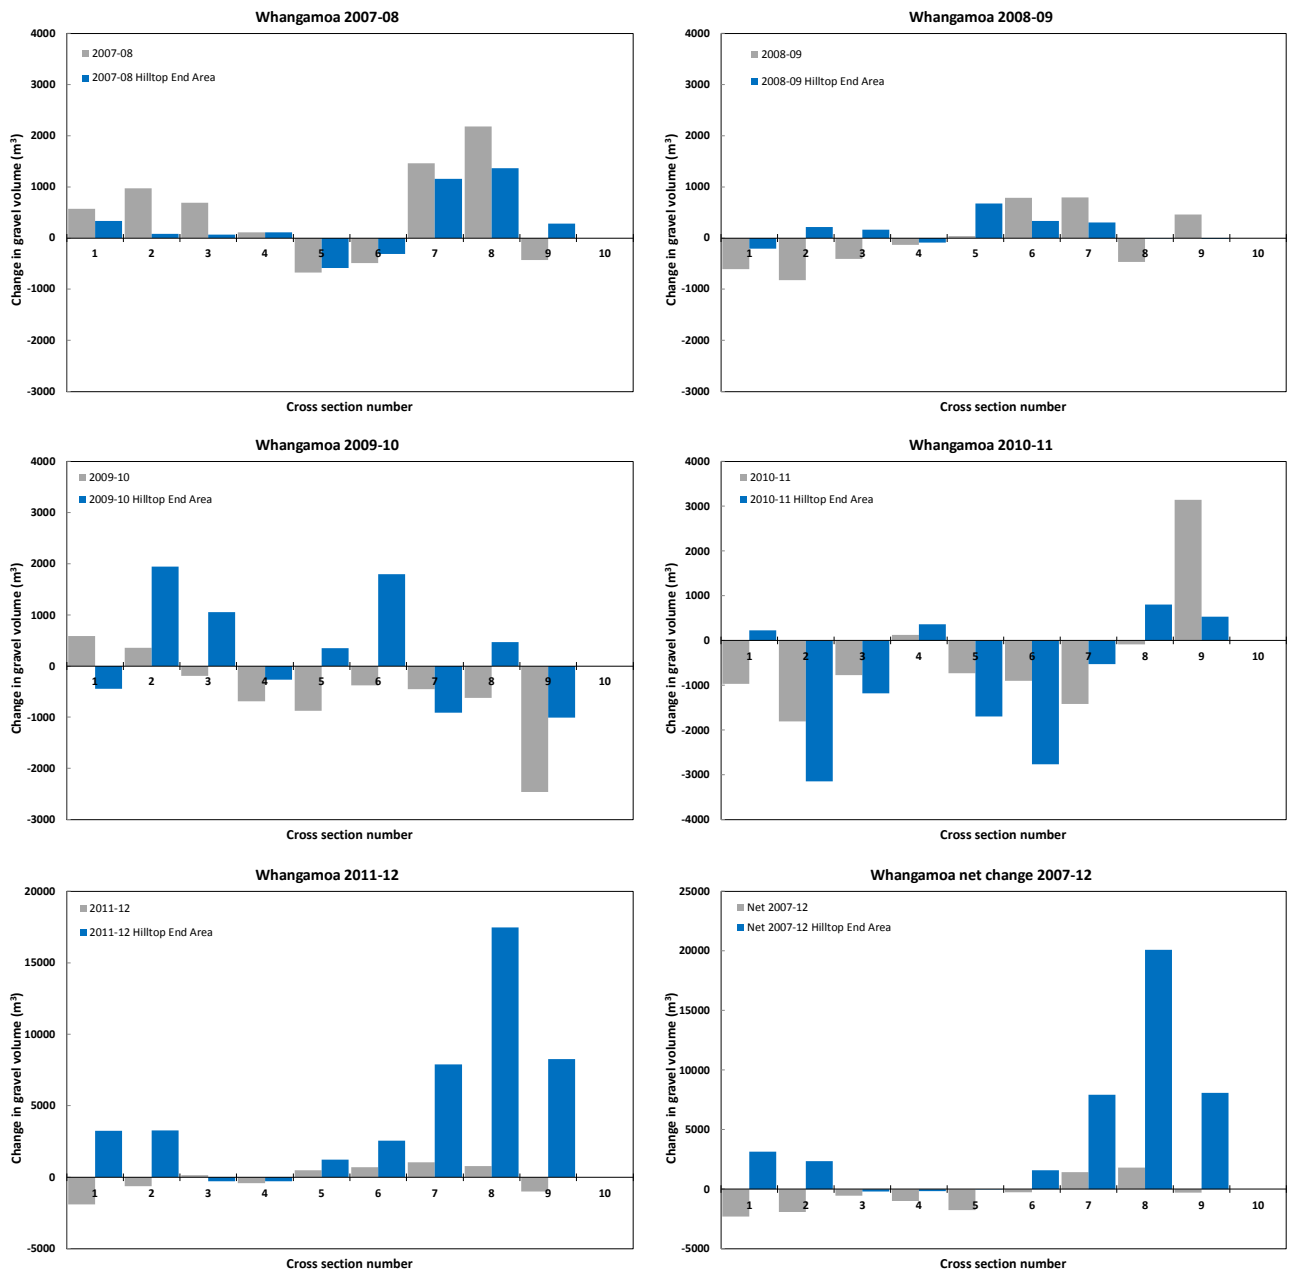 Whangamoa 2007-08
4000
3000
2000
1000
0
-1000
-2000
-3000
Change in gravel volume (m³)
2007-08
2007-08 Hilltop End Area
1 2 3 4 5 6 7 8 9 10
Cross section number
Whangamoa 2008-09
4000
3000
2000
1000
0
-1000
-2000
-3000
Change in gravel volume (m³)
2008-09
2008-09 Hilltop End Area
1 2 3 4 5 6 7 8 9 10
Cross section number
Whangamoa 2009-10
4000
3000
2000
1000
0
-1000
-2000
-3000
Change in gravel volume (m³)
2009-10
2009-10 Hilltop End Area
1 2 3 4 5 6 7 8 9 10
Cross section number
Whangamoa 2010-11
4000
3000
2000
1000
0
-1000
-2000
-3000
-4000
Change in gravel volume (m³)
2010-11
2010-11 Hilltop End Area
1 2 3 4 5 6 7 8 9 10
Cross section number
Whangamoa 2011-12
20000
15000
10000
5000
0
-5000
Change in gravel volume (m³)
2011-12
2011-12 Hilltop End Area
1 2 3 4 5 6 7 8 9 10
Cross section number
Whangamoa net change 2007-12
25000
20000
15000
10000
5000
0
-5000
Change in gravel volume (m³)
Net 2007-12
Net 2007-12 Hilltop End Area
1 2 3 4 5 6 7 8 9 10
Cross section number